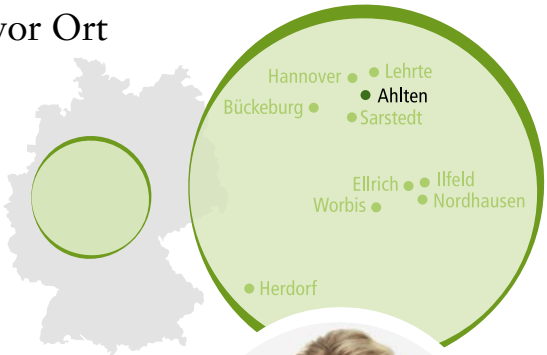 vor Ort
Hannover
Lehrte
Ahlten
Bückeburg
Sarstedt
Ellrich
Ilfeld
Worbis
Nordhausen
Herdorf